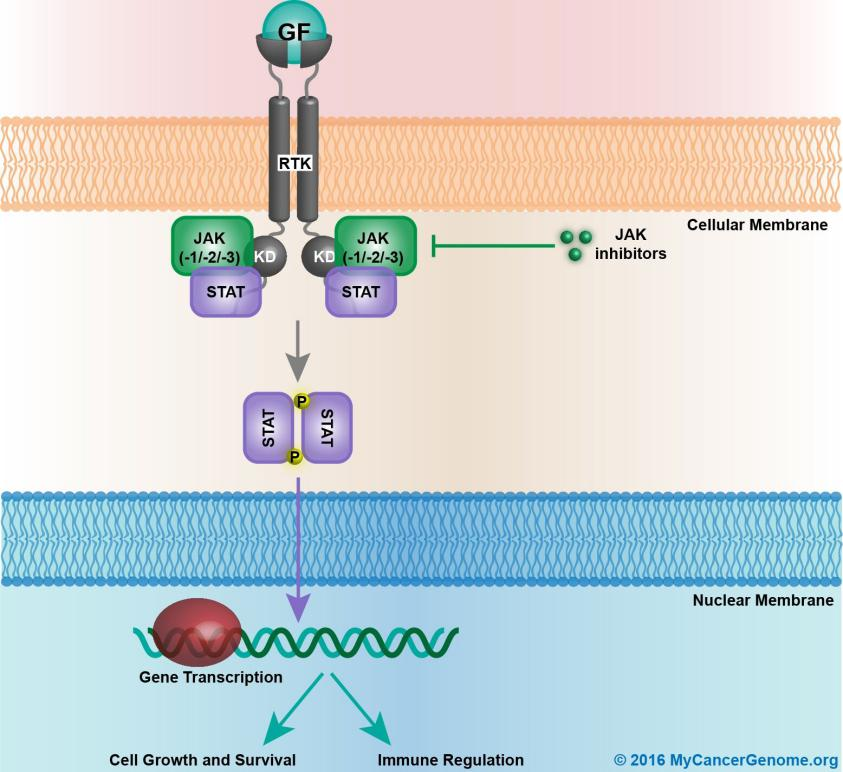 GF
RTK
Cellular Membrane
JAK
(-1/-2/-3)
KD
STAT
KD
JAK
(-1/-2/-3)
STAT
JAK
inhibitors
STAT
P
P
STAT
Nuclear Membrane
Gene Transcription
Cell Growth and Survival
Immune Regulation
© 2016 MyCancerGenome.org